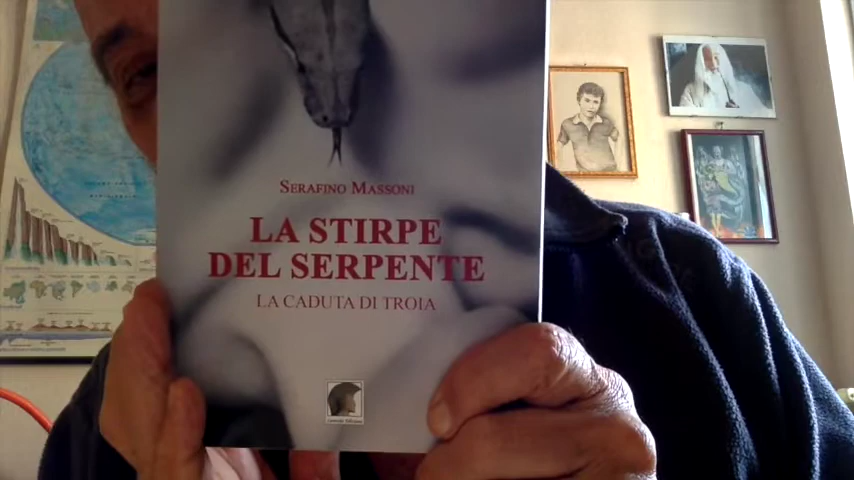 SERAFINO MASSONI
LA STIRPE
DEL SERPENTE
LA CADUTA DI TROIA